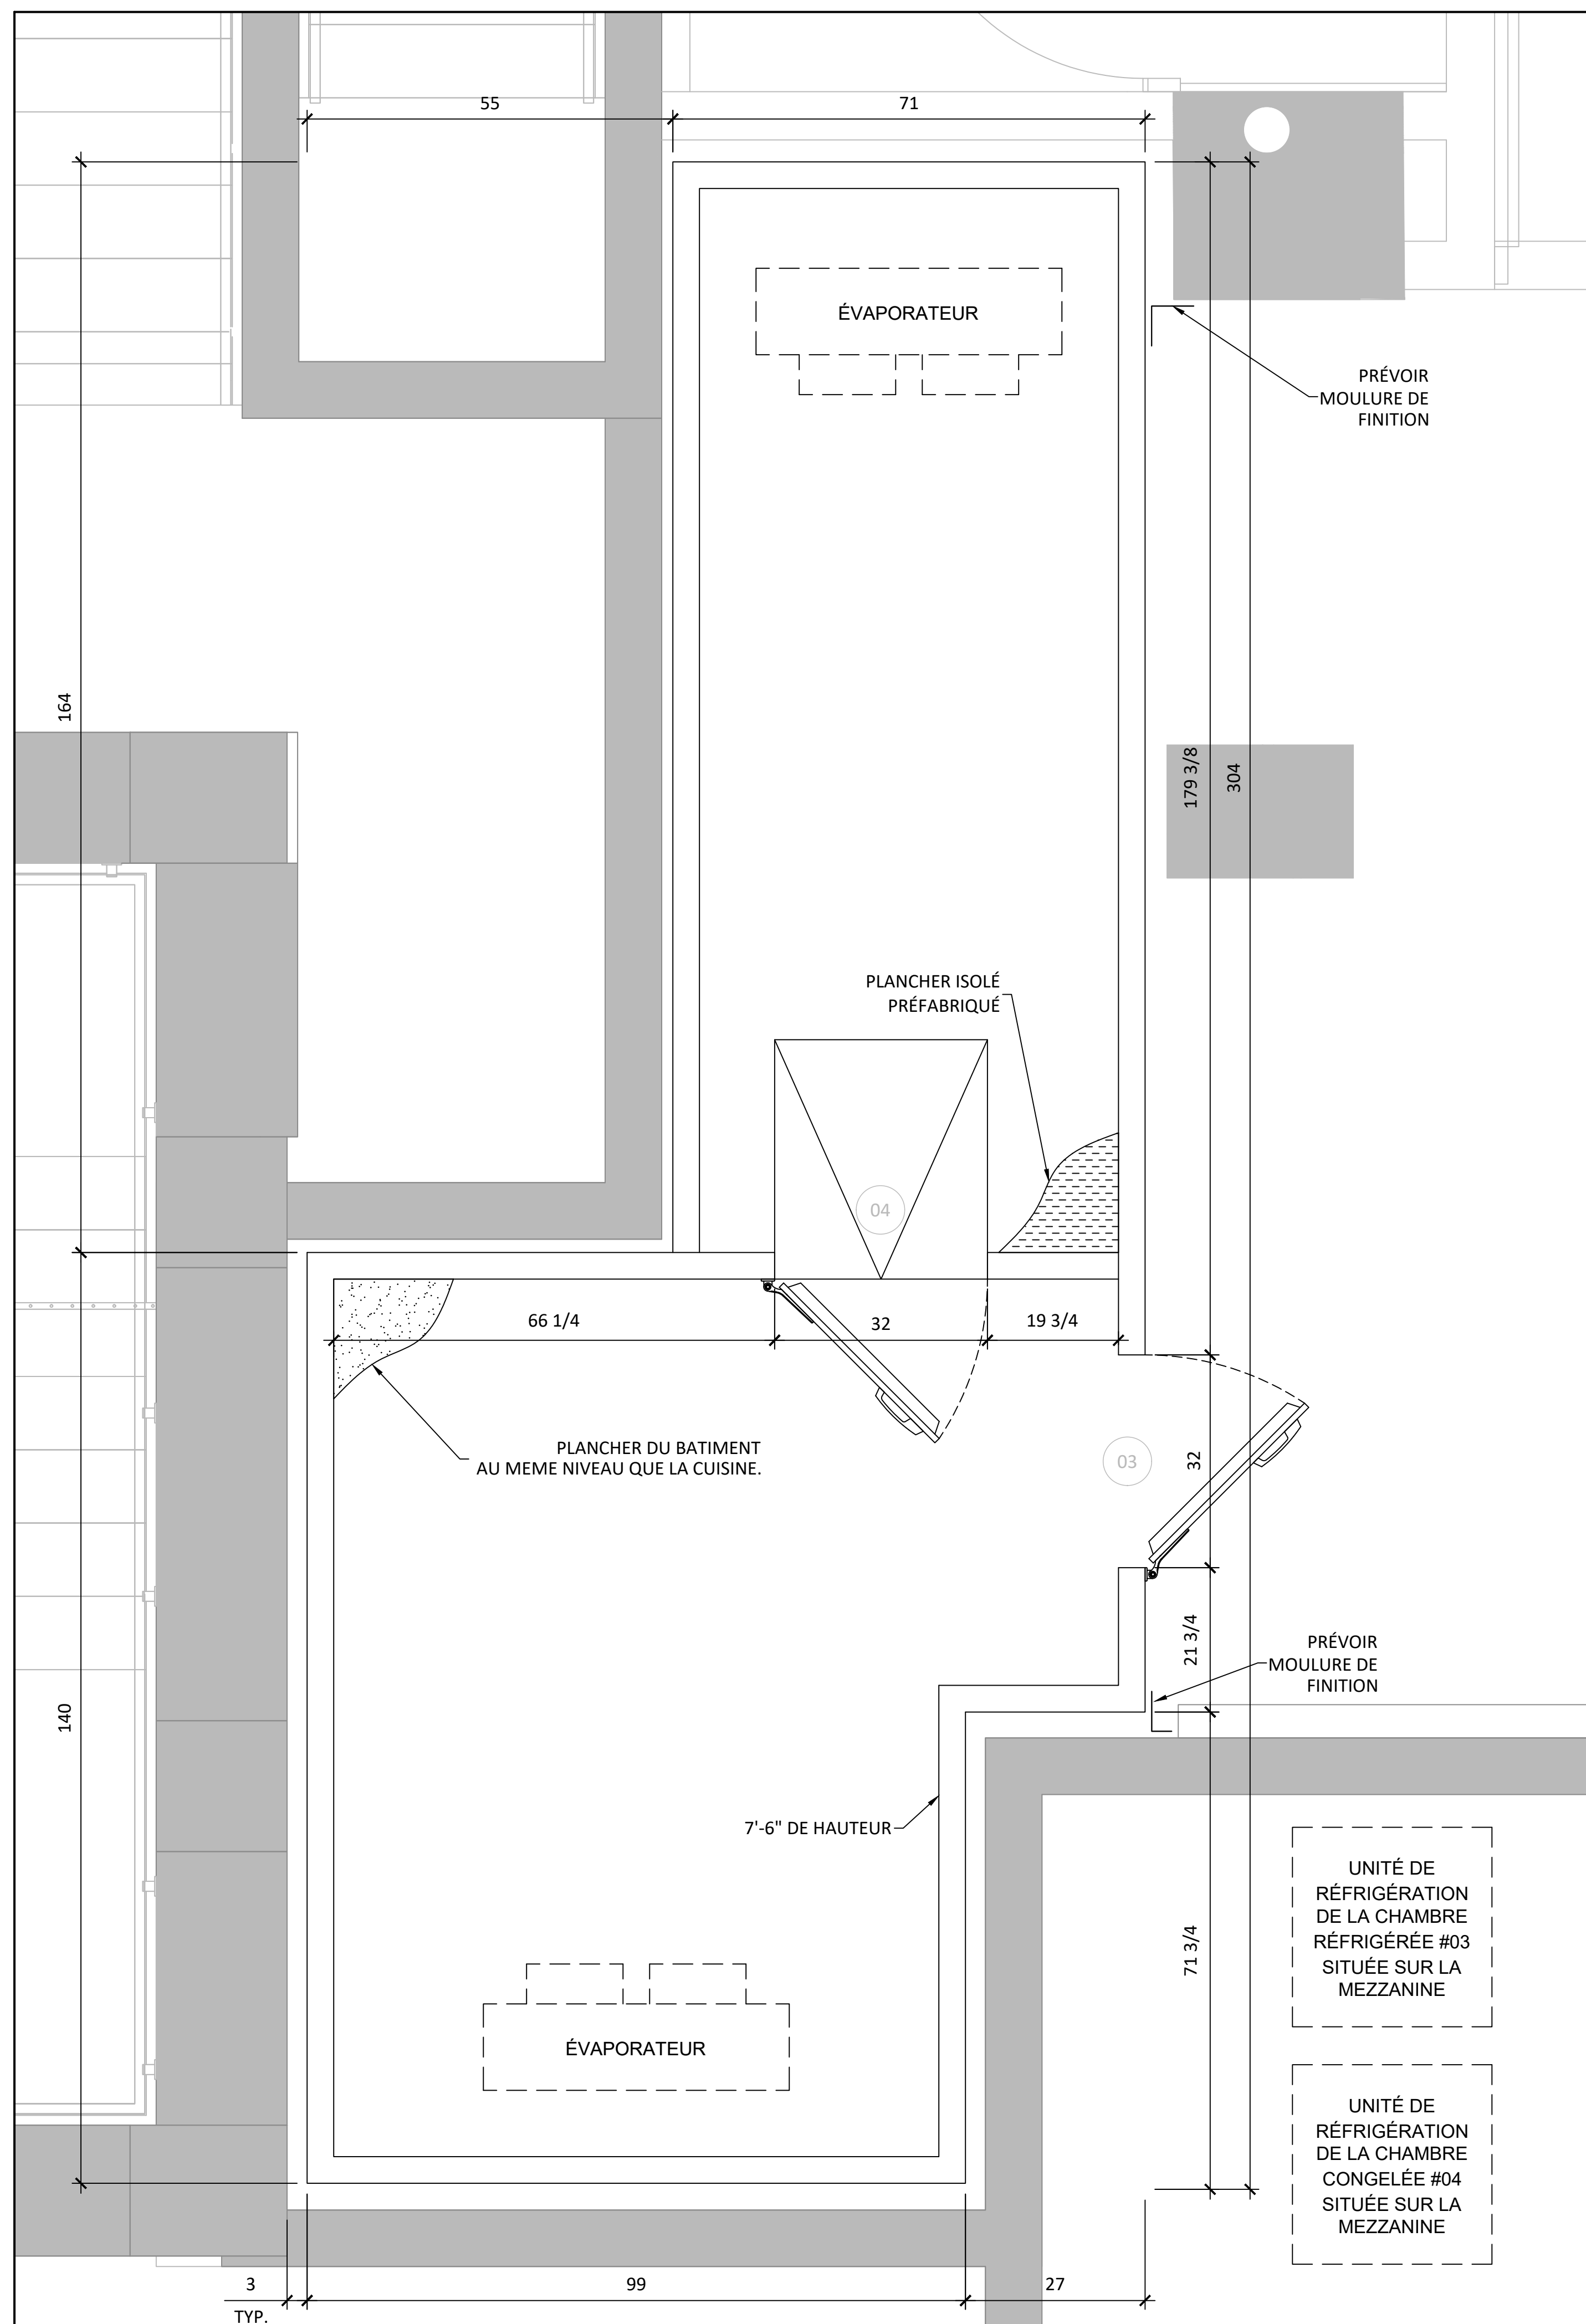 55
71
ÉVAPORATEUR
PRÉVOIR
MOULURE DE
FINITION
164
179 3/8
304
PLANCHER ISOLÉ
PRÉFABRIQUÉ
04
66 1/4
32
19 3/4
PLANCHER DU BATIMENT
AU MEME NIVEAU QUE LA CUISINE.
03
32
21 3/4
PRÉVOIR
MOULURE DE
FINITION
140
7'-6" DE HAUTEUR
71 3/4
UNITÉ DE
RÉFRIGÉRATION
DE LA CHAMBRE
RÉFRIGÉRÉE #03
SITUÉE SUR LA
MEZZANINE
ÉVAPORATEUR
UNITÉ DE
RÉFRIGÉRATION
DE LA CHAMBRE
CONGELÉE #04
SITUÉE SUR LA
MEZZANINE
3
TYP.
99
27